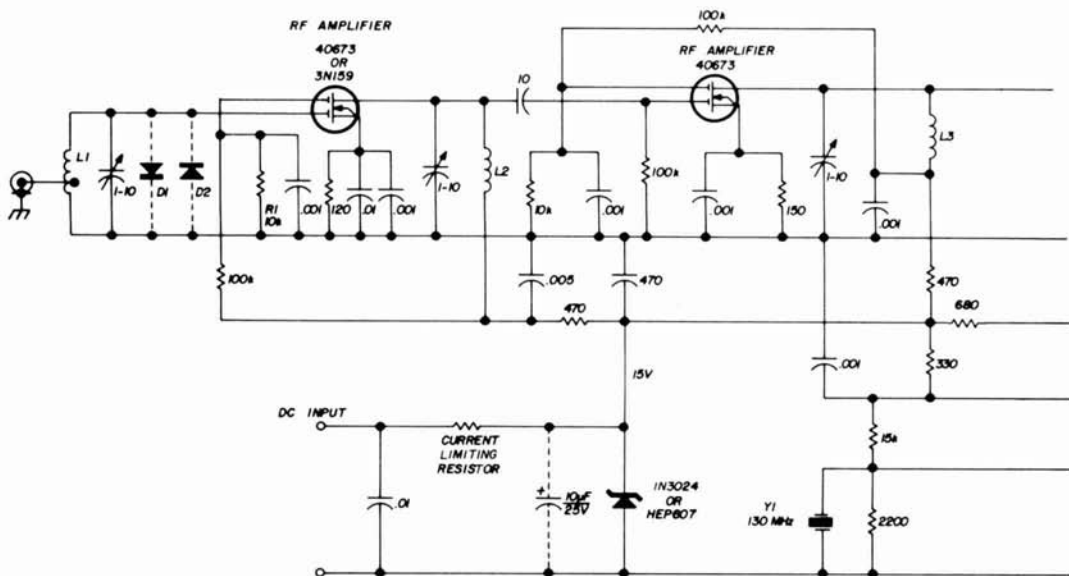 100k
RF AMPLIFIER
40673
OR
3N159
RF AMPLIFIER
40673
10
L1
1-10
D1
D2
R1
10k
.001
120
.01
.001
1-10
L2
10k
.001
100k
.001
150
1-10
L3
.001
100k
.005
470
470
470
680
330
15V
.001
DC INPUT
CURRENT
LIMITING
RESISTOR
.01
+
10µF
25V
1N3024
OR
HEP607
15k
Y1
130 MHz
2200